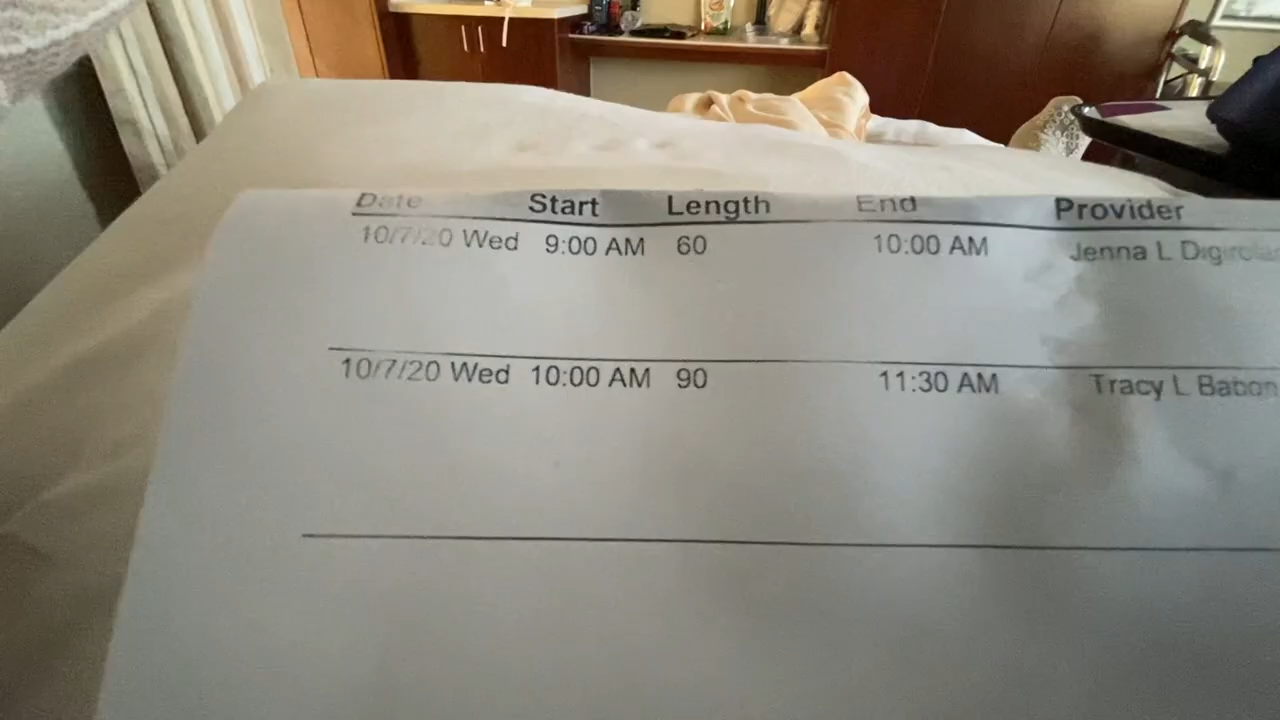 Date Start Length End Provider
10/7/20 Wed 9:00 AM 60 10:00 AM Jenna L
10/7/20 Wed 10:00 AM 90 11:30 AM Tracy L Babon